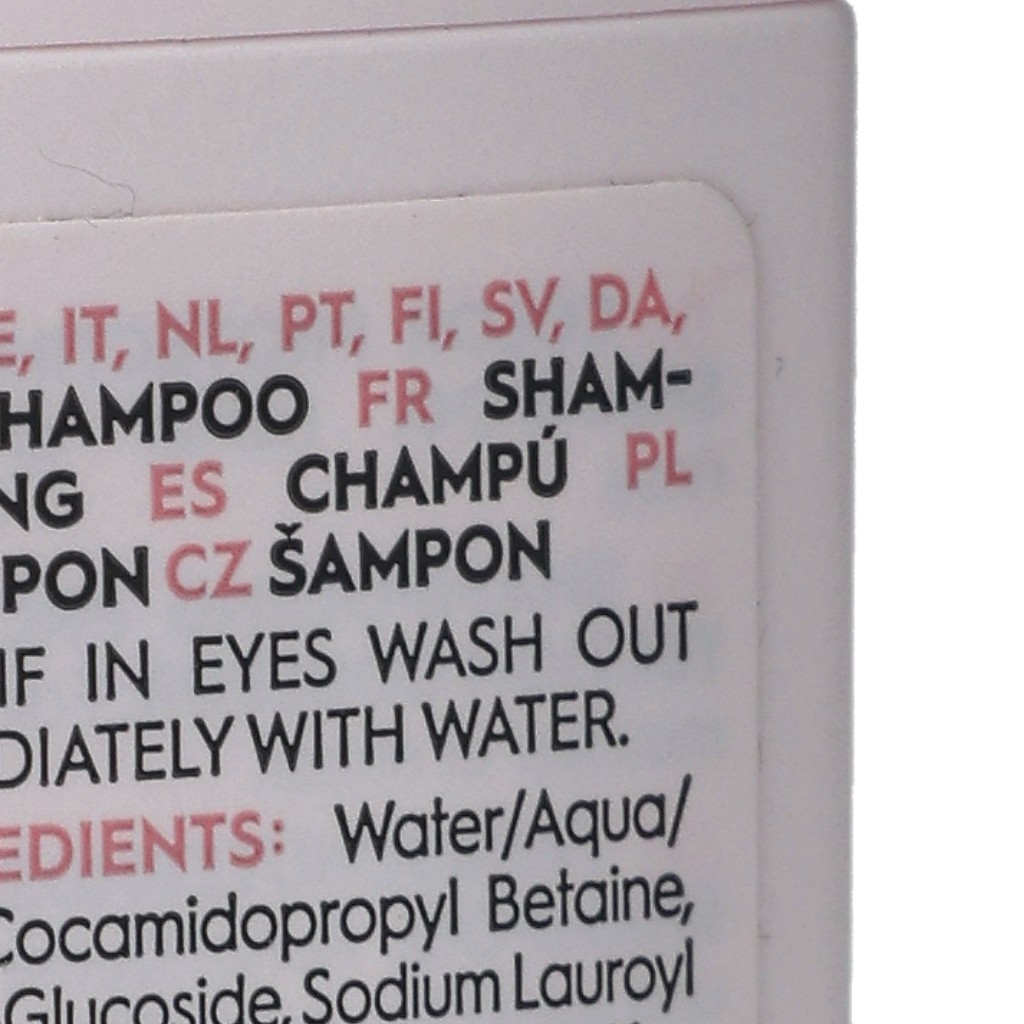 E, IT, NL, PT, FI, SV, DA,
HAMPOO FR SHAM-
NG ES CHAMPÚ PL
PON CZ ŠAMPON
IF IN EYES WASH OUT
DIATELY WITH WATER.
EDIENTS: Water/Aqua/
Cocamidopropyl Betaine,
Glucoside, Sodium Lauroyl